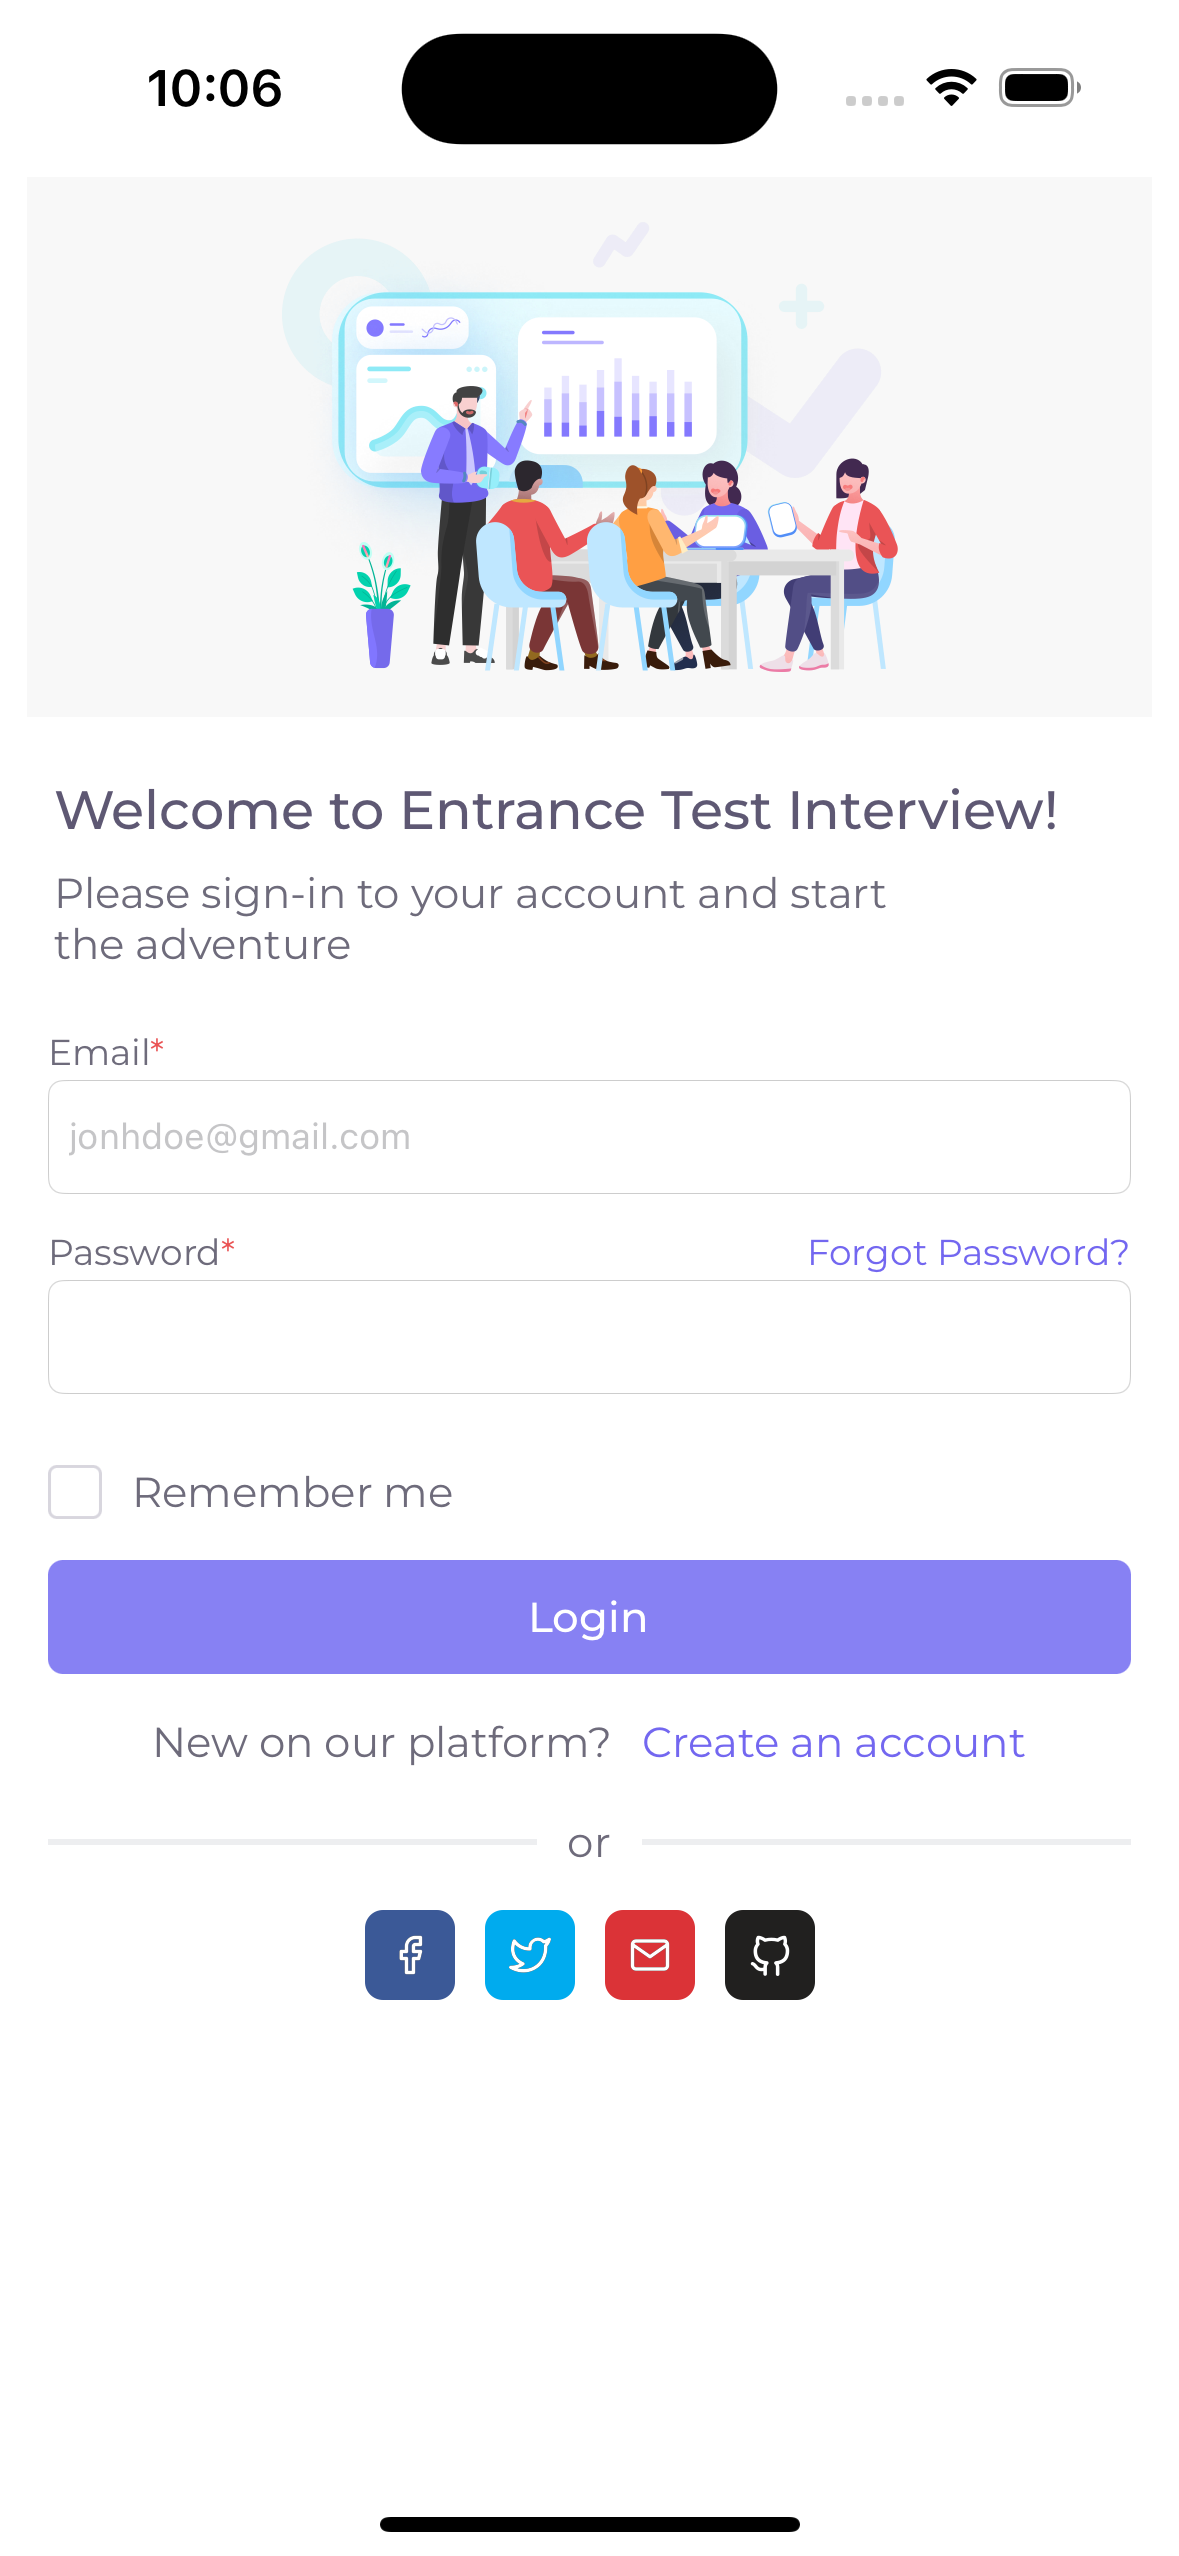 10:06
Welcome to Entrance Test Interview!
Please sign-in to your account and start
the adventure
Email*
jonhdoe@gmail.com
Password*
Forgot Password?
Remember me
Login
New on our platform? Create an account
or